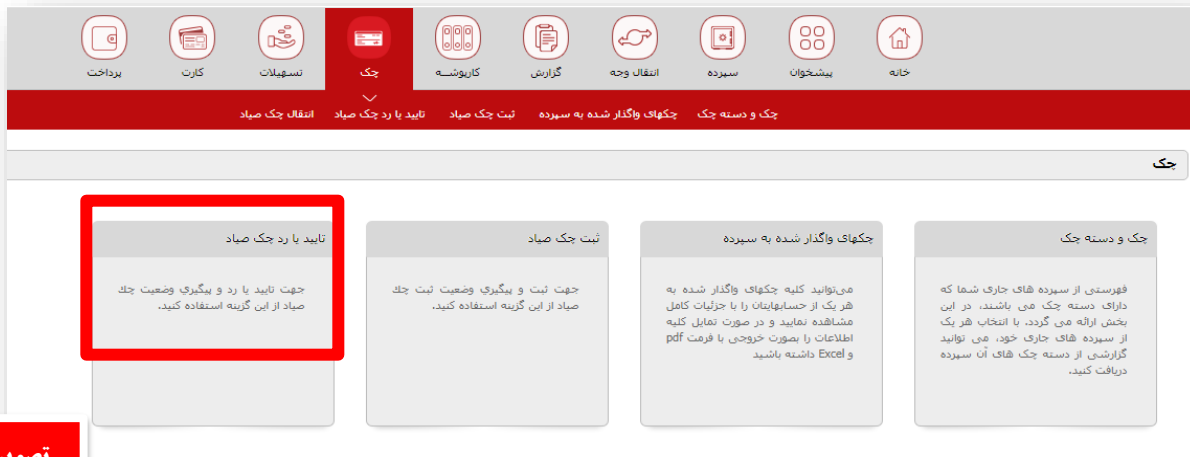 خانه
پیشخوان
سپرده
انتقال وجه
گزارش
کارپوشــه
چک
تسهیلات
کارت
پرداخت
چک و دسته چک
چکهای واگذار شده به سپرده
ثبت چک صیاد
تایید یا رد چک صیاد
انتقال چک صیاد
چک
چک و دسته چک
فهرستی از سپرده های جاری شما که
دارای دسته چک می باشند، در این
بخش ارائه می گردد. با انتخاب هر یک
از سپرده های جاری خود، می توانید
گزارشی از دسته چک های آن سپرده
دریافت کنید.
چکهای واگذار شده به سپرده
می‌توانید کلیه چکهای واگذار شده به
هر یک از حسابهایتان را با جزئیات کامل
مشاهده نمایید و در صورت تمایل کلیه
اطلاعات را بصورت خروجی با فرمت pdf
و Excel داشته باشید
ثبت چک صیاد
جهت ثبت و پیگیري وضعیت ثبت چك
صیاد از این گزینه استفاده کنید.
تایید یا رد چک صیاد
جهت تایید یا رد و پیگیري وضعیت چك
صیاد از این گزینه استفاده کنید.